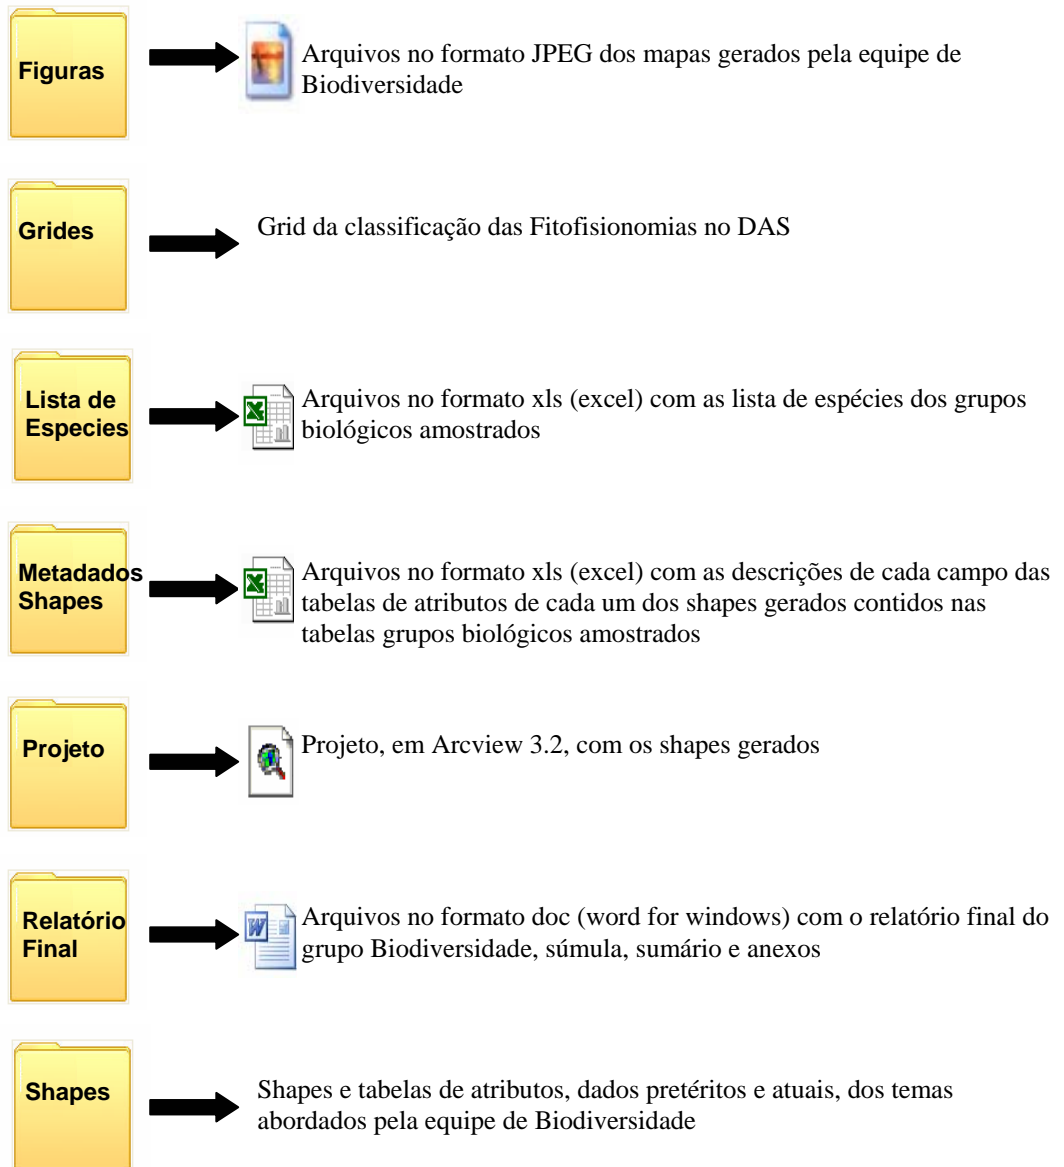 Figuras
Arquivos no formato JPEG dos mapas gerados pela equipe de
Biodiversidade
Grides
Grid da classificação das Fitofisionomias no DAS
Lista de
Especies
Arquivos no formato xls (excel) com as lista de espécies dos grupos
biológicos amostrados
Metadados
Shapes
Arquivos no formato xls (excel) com as descrições de cada campo das
tabelas de atributos de cada um dos shapes gerados contidos nas
tabelas grupos biológicos amostrados
Projeto
Projeto, em Arcview 3.2, com os shapes gerados
Relatório
Final
Arquivos no formato doc (word for windows) com o relatório final do
grupo Biodiversidade, súmula, sumário e anexos
Shapes
Shapes e tabelas de atributos, dados pretéritos e atuais, dos temas
abordados pela equipe de Biodiversidade